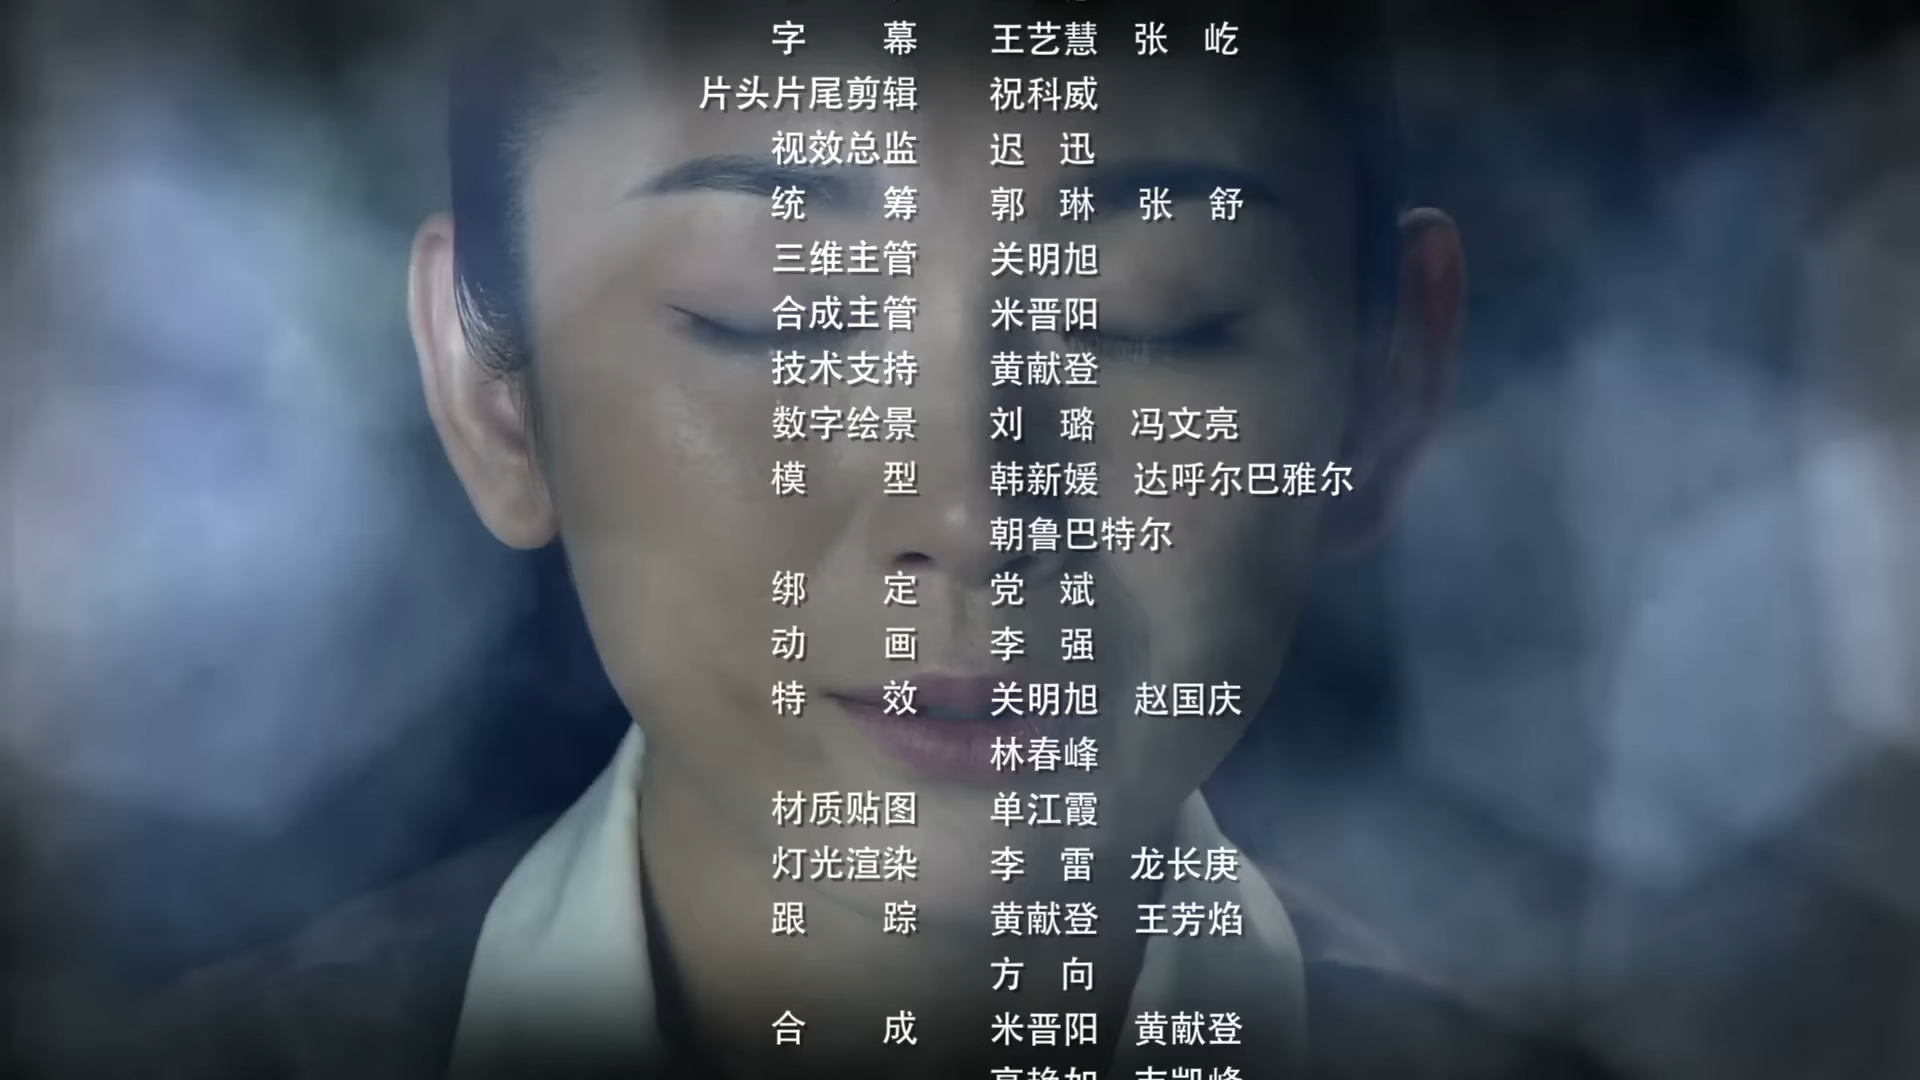 字幕 王艺慧 张屹
片头片尾剪辑 祝科威
视效总监 迟迅
统筹 郭琳 张舒
三维主管 关明旭
合成主管 米晋阳
技术支持 黄献登
数字绘景 刘璐 冯文亮
模型 韩新媛 达呼尔巴雅尔
朝鲁巴特尔
绑定 党斌
动画 李强
特效 关明旭 赵国庆
林春峰
材质贴图 单江霞
灯光渲染 李雷 龙长庚
跟踪 黄献登 王芳焰
方向
合成 米晋阳 黄献登